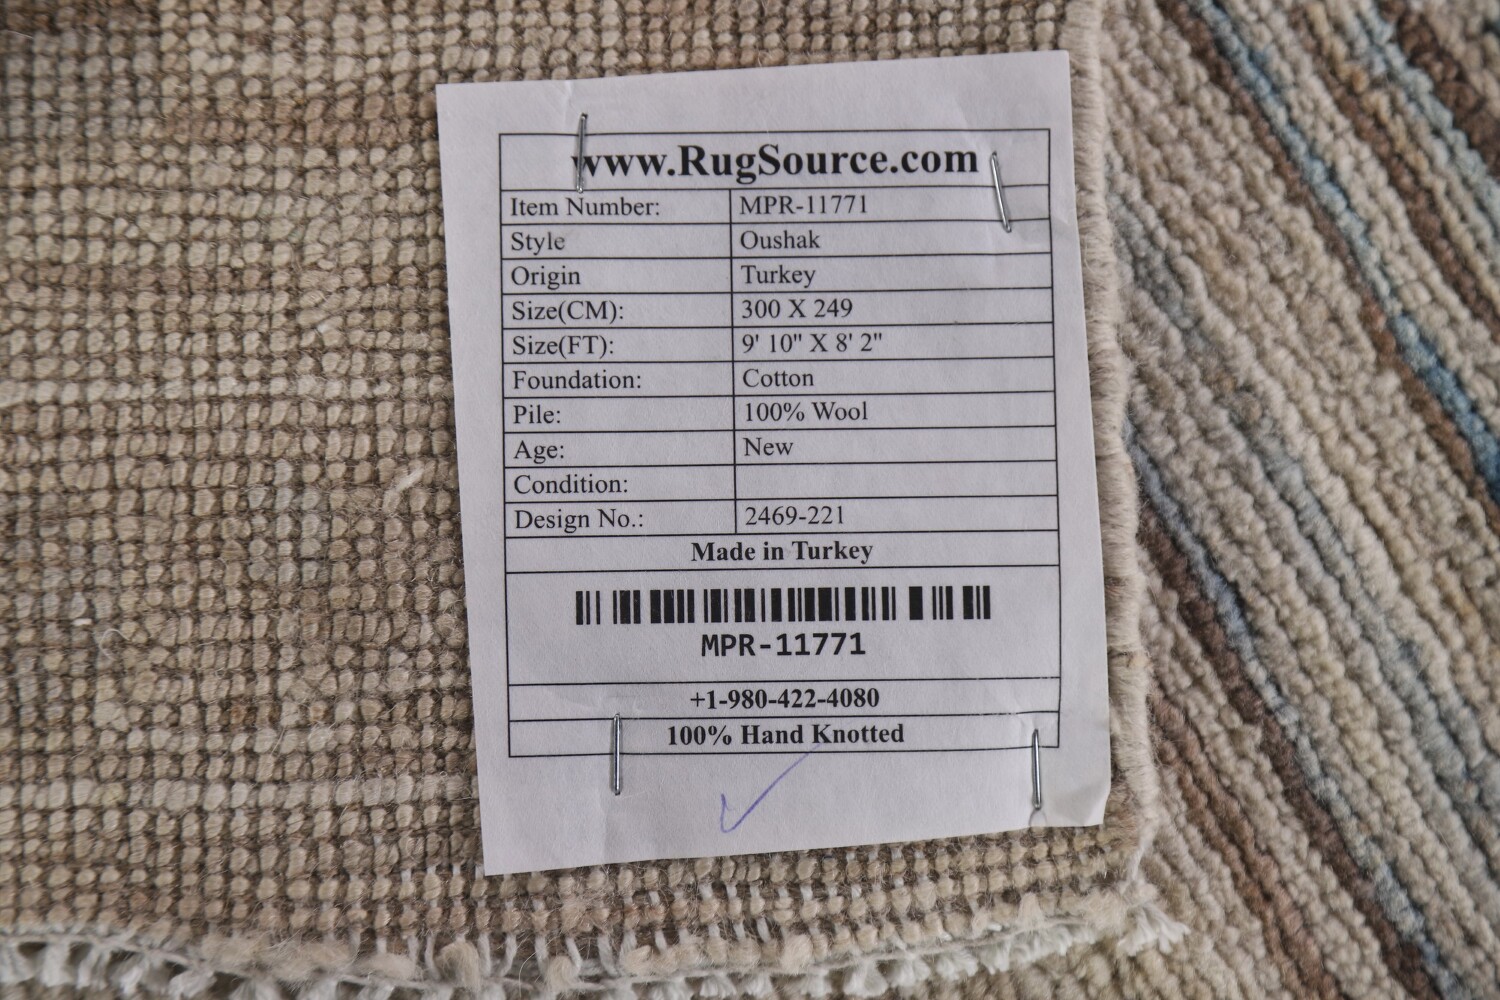 www.RugSource.com
Item Number: MPR-11771
Style Oushak
Origin Turkey
Size(CM): 300 X 249
Size(FT): 9' 10" X 8' 2"
Foundation: Cotton
Pile: 100% Wool
Age: New
Condition:
Design No.: 2469-221
Made in Turkey
MPR-11771
+1-980-422-4080
100% Hand Knotted